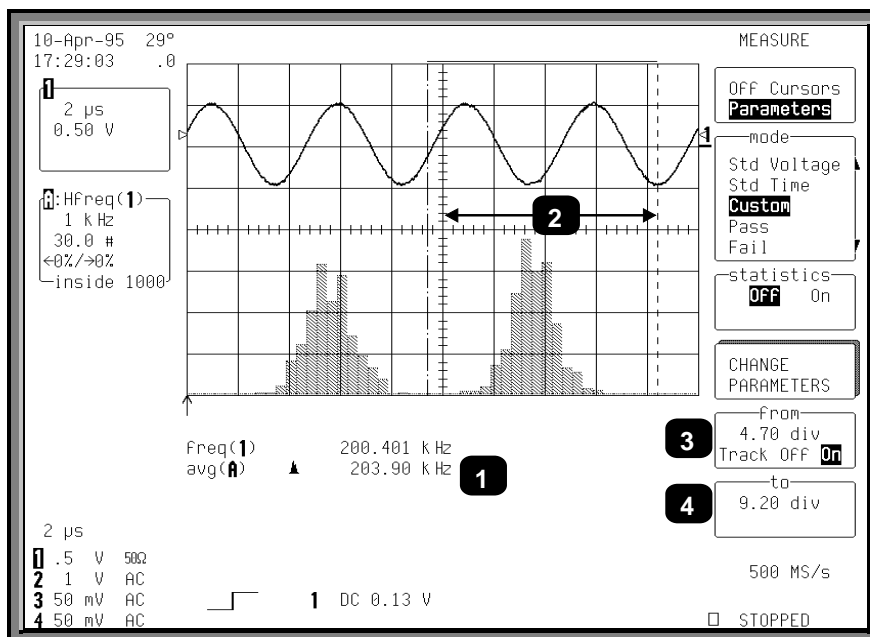 10-Apr-95 29°
17:29:03 .0
1
2 µs
0.50 V
A:Hfreq(1)
1 kHz
30.0 #
←0%/→0%
inside 1000
1
2
freq(1) 200.401 kHz
avg(A) 203.90 kHz
1
MEASURE
Off Cursors
Parameters
mode
Std Voltage
Std Time
Custom
Pass
Fail
statistics
Off On
CHANGE
PARAMETERS
from
3
4.70 div
Track Off On
to
4
9.20 div
2 µs
1 .5 V 50Ω
2 1 V AC
3 50 mV AC
4 50 mV AC
1 DC 0.13 V
500 MS/s
STOPPED